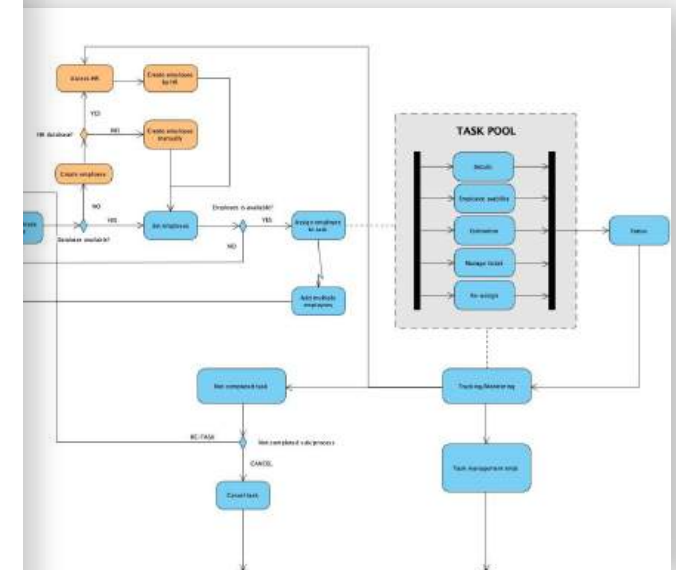 Access HR
Create employee
by HR
YES
HR database?
NO
Create employee
manually
Create employee
NO
YES
Database available?
Set employee
Employee is available?
YES
NO
Assign employee
to task
Add multiple
employees
TASK POOL
Details
Employee
Estimation
Manage ticket
Re-assign
Status
Not completed task
Tracking/Monitoring
RE-TASK
Not completed sub/process
CANCEL
Cancel task
Task management ends